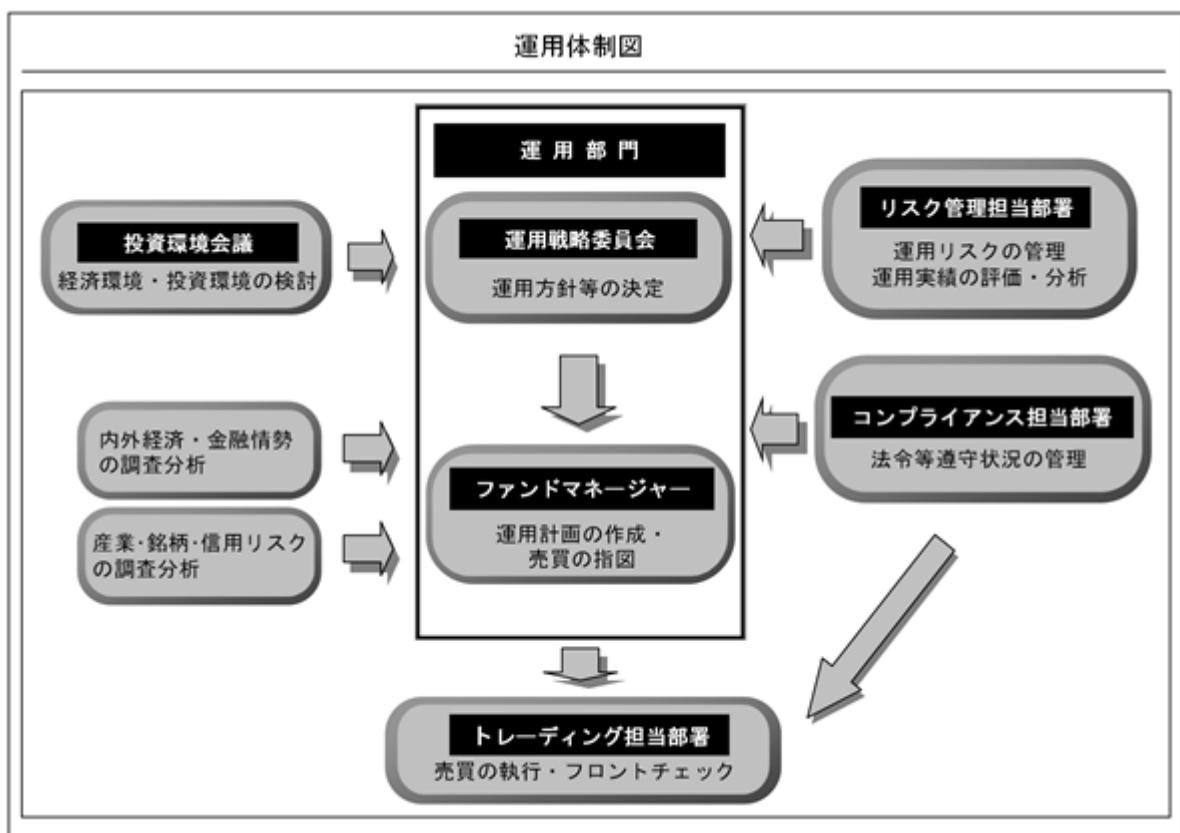 運用体制図
運用部門
投資環境会議
経済環境・投資環境の検討
運用戦略委員会
運用方針等の決定
リスク管理担当部署
運用リスクの管理
運用実績の評価・分析
内外経済・金融情勢
の調査分析
産業・銘柄・信用リスク
の調査分析
ファンドマネージャー
運用計画の作成・
売買の指図
コンプライアンス担当部署
法令等遵守状況の管理
トレーディング担当部署
売買の執行・フロントチェック